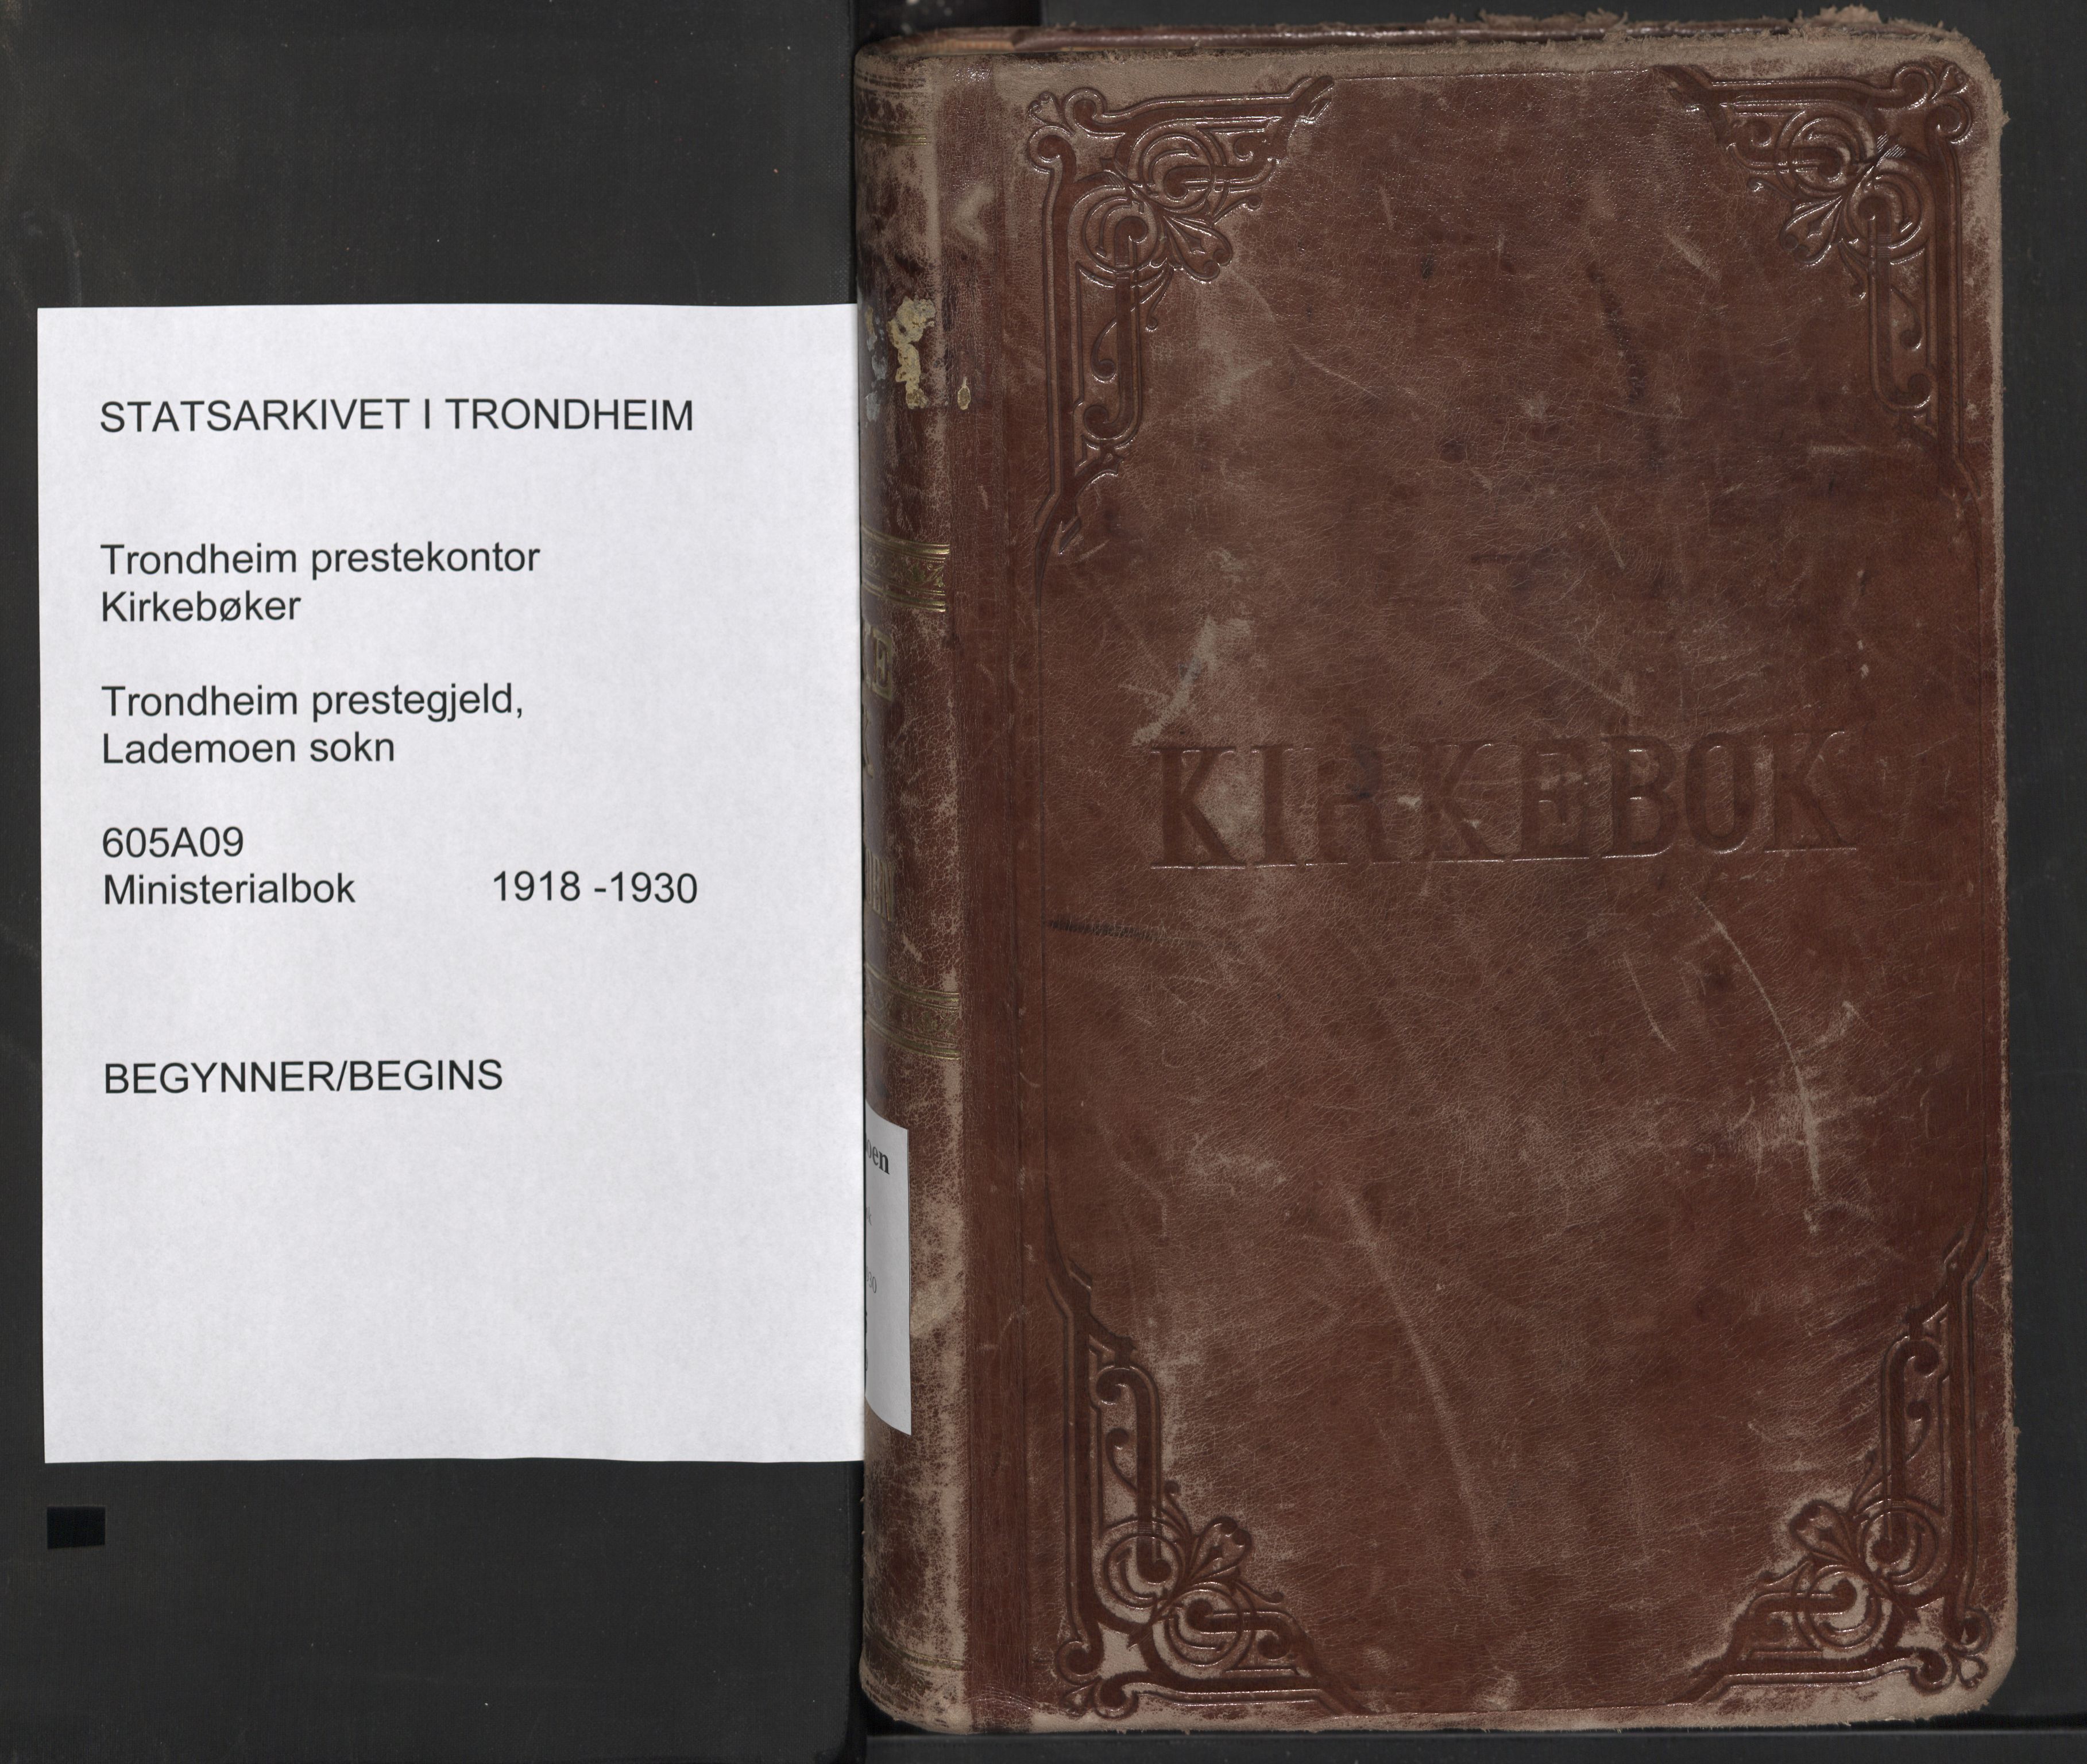 STATSARKIVET I TRONDHEIM
Trondheim prestekontor
Kirkebøker
Trondheim prestegjeld,
Lademoen sokn
605A09
Ministerialbok 1918 -1930
BEGYNNER/BEGINS
KIRKEBOK